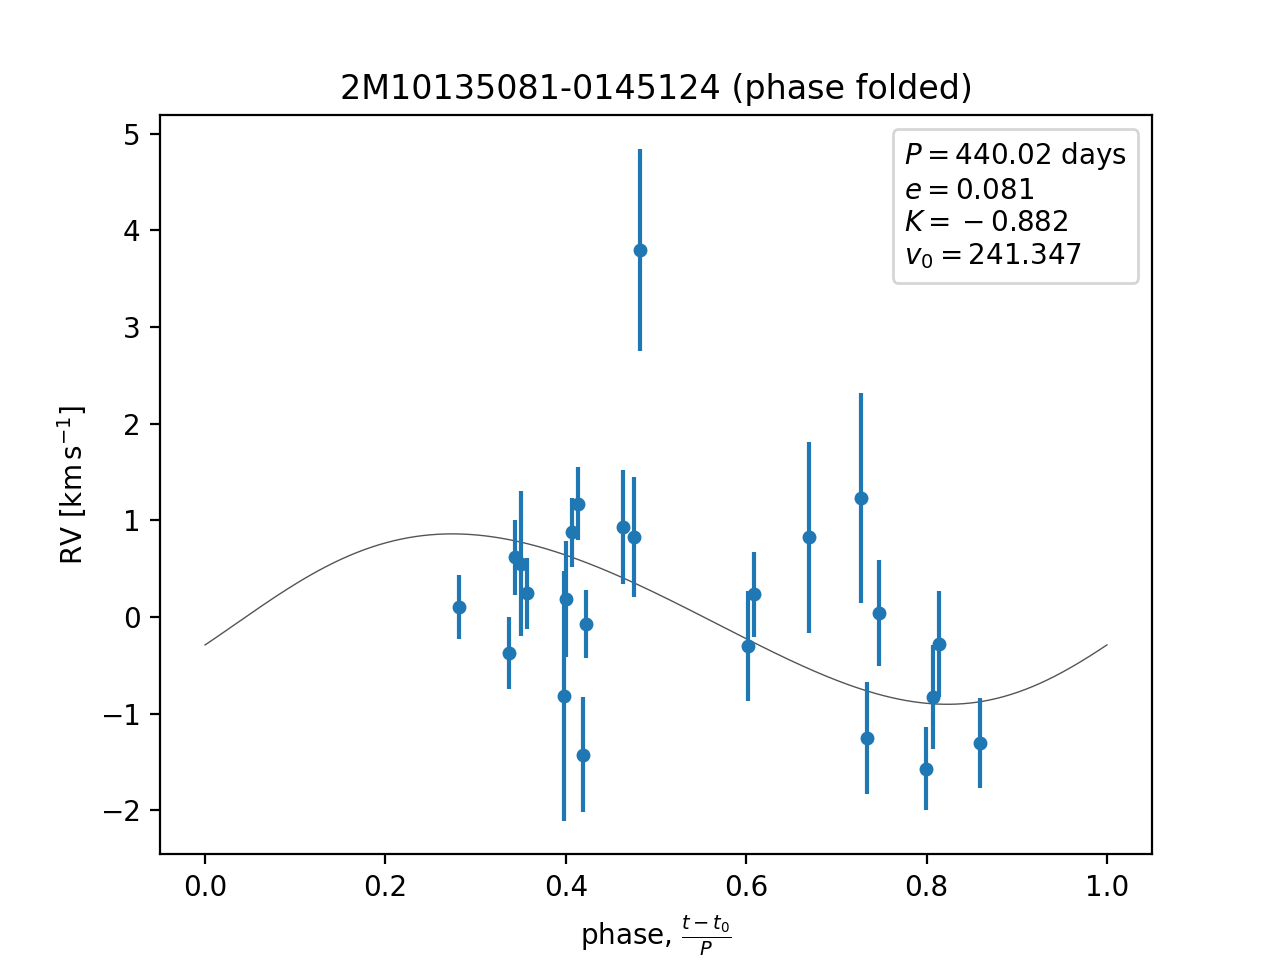 2M10135081-0145124 (phase folded)
P = 440.02 days
e = 0.081
K = −0.882
v₀ = 241.347
RV [km s⁻¹]
5
4
3
2
1
0
−1
−2
0.0 0.2 0.4 0.6 0.8 1.0
phase, (t − t₀)/P